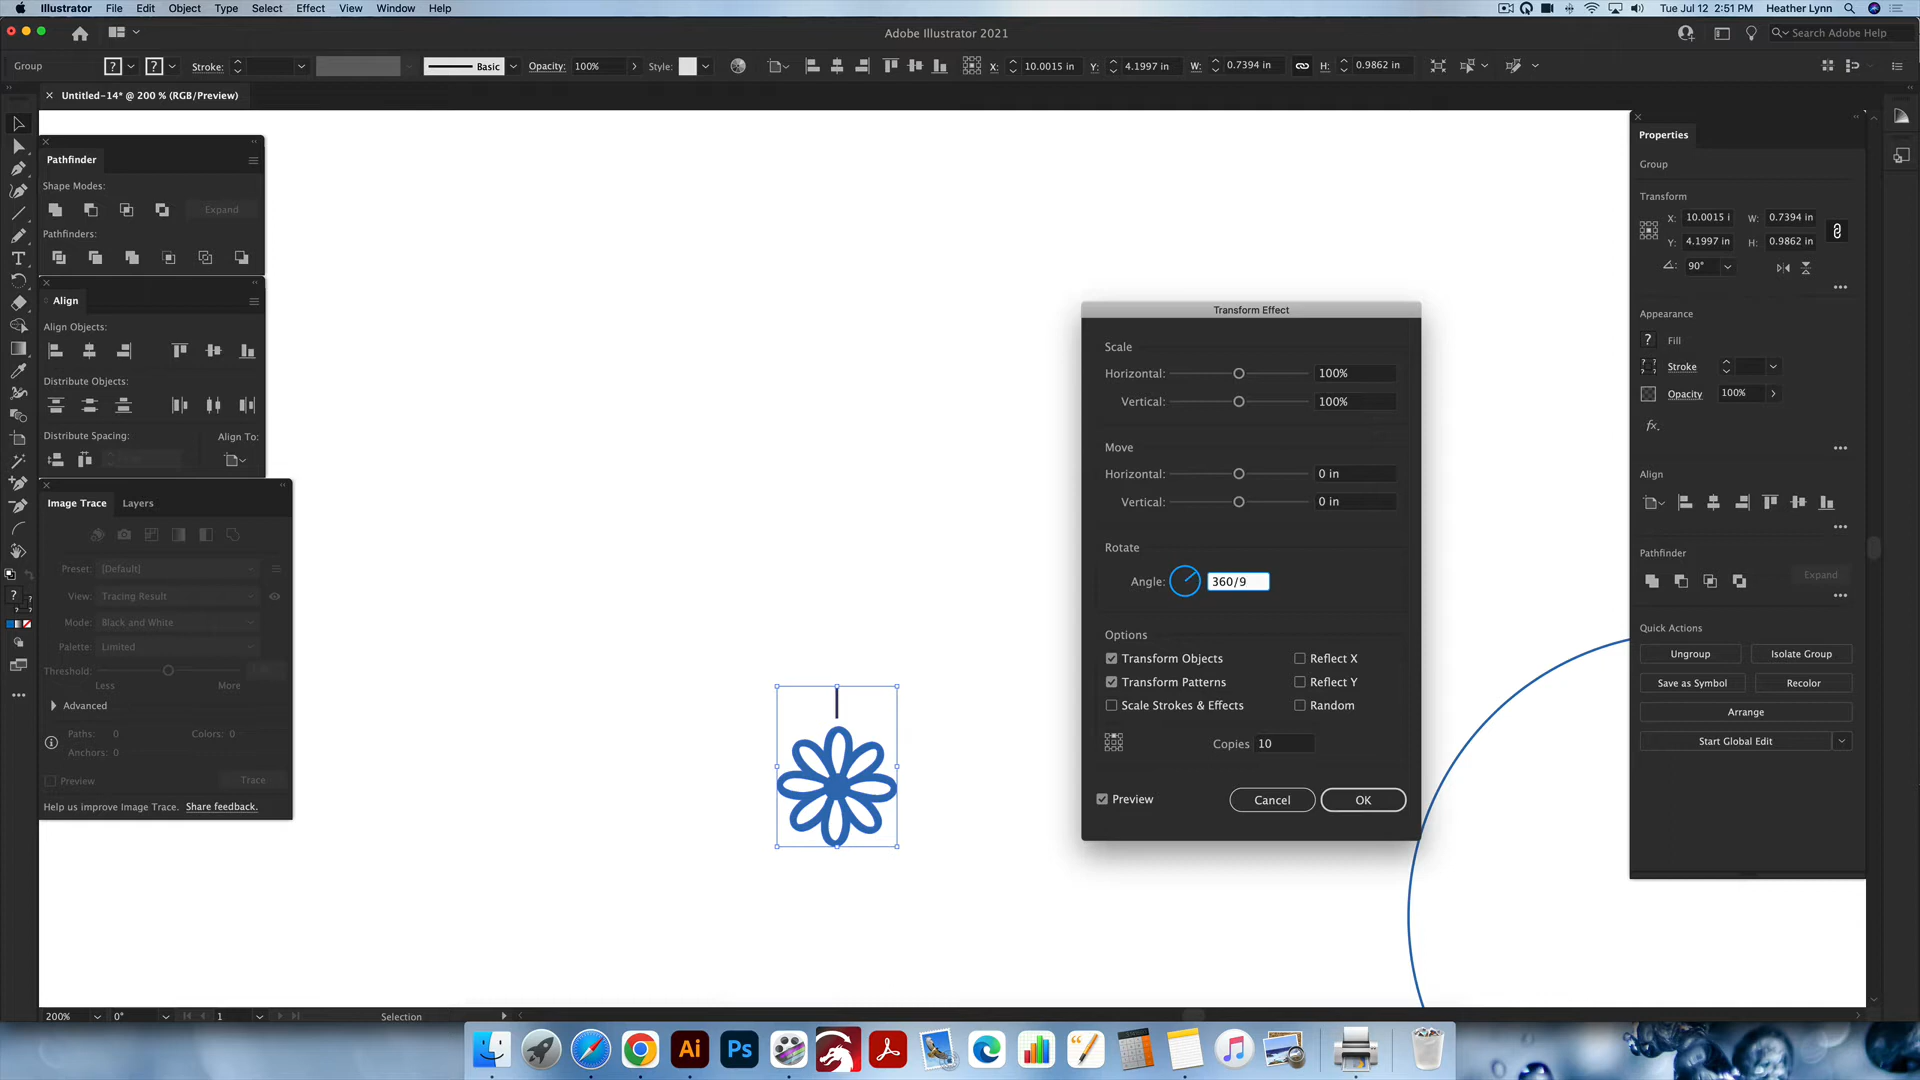 Illustrator File Edit Object Type Select Effect View Window Help
Tue Jul 12 2:51 PM Heather Lynn
Adobe Illustrator 2021
Search Adobe Help
Group ? ? Stroke: Basic Opacity: 100% Style: X: 10.0015 in Y: 4.1997 in W: 0.7394 in H: 0.9862 in
Untitled-14* @ 200 % (RGB/Preview)
Pathfinder
Shape Modes:
Expand
Pathfinders:
Align
Align Objects:
Distribute Objects:
Distribute Spacing: Align To:
Image Trace Layers
Preset: [Default]
View: Tracing Result
Mode: Black and White
Palette: Limited
Threshold:
Less More
Advanced
Paths: 0 Colors: 0
Anchors: 0
Preview Trace
Help us improve Image Trace. Share feedback.
?
Transform Effect
Scale
Horizontal: 100%
Vertical: 100%
Move
Horizontal: 0 in
Vertical: 0 in
Rotate
Angle: 360/9
Options
Transform Objects Reflect X
Transform Patterns Reflect Y
Scale Strokes & Effects Random
Copies 10
Preview Cancel OK
Properties
Group
Transform
X: 10.0015 i W: 0.7394 in
Y: 4.1997 in H: 0.9862 in
90°
Appearance
? Fill
Stroke
Opacity 100%
fx.
Align
Pathfinder
Expand
Quick Actions
Ungroup Isolate Group
Save as Symbol Recolor
Arrange
Start Global Edit
200% 0° 1 Selection
Ai Ps